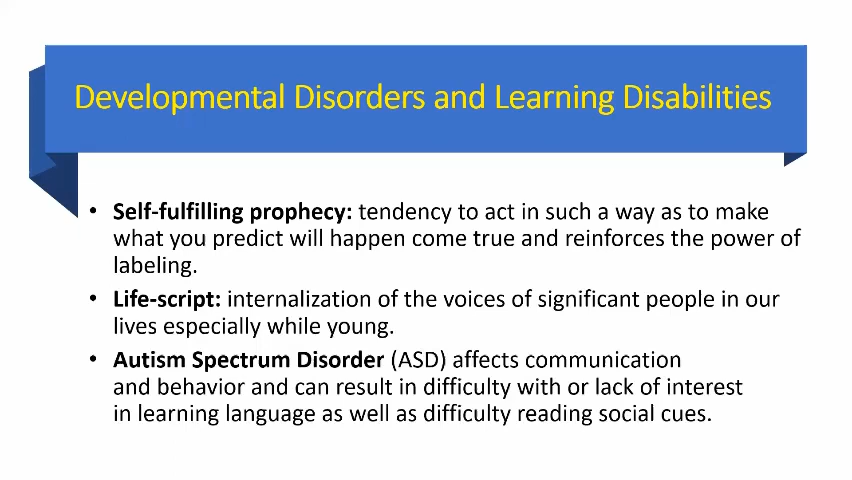 Developmental Disorders and Learning Disabilities
• Self-fulfilling prophecy: tendency to act in such a way as to make
what you predict will happen come true and reinforces the power of
labeling.
• Life-script: internalization of the voices of significant people in our
lives especially while young.
• Autism Spectrum Disorder (ASD) affects communication
and behavior and can result in difficulty with or lack of interest
in learning language as well as difficulty reading social cues.